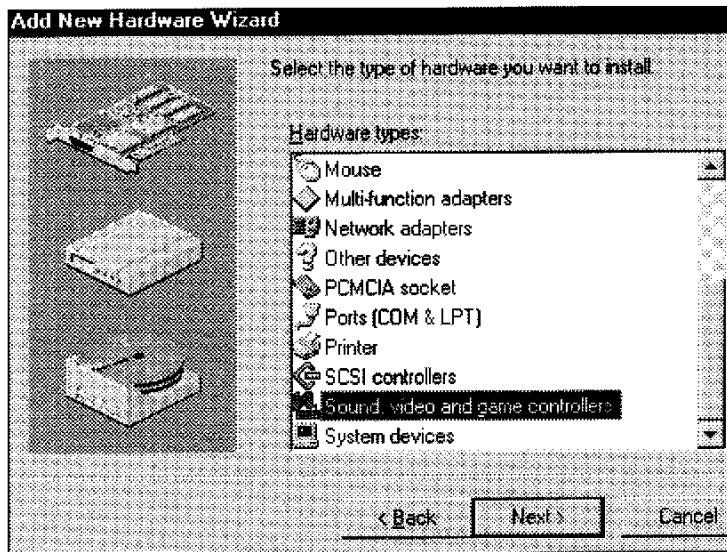 Add New Hardware Wizard
Select the type of hardware you want to install.
Hardware types:
Mouse
Multi-function adapters
Network adapters
Other devices
PCMCIA socket
Ports (COM & LPT)
Printer
SCSI controllers
Sound, video and game controllers
System devices
< Back
Next >
Cancel